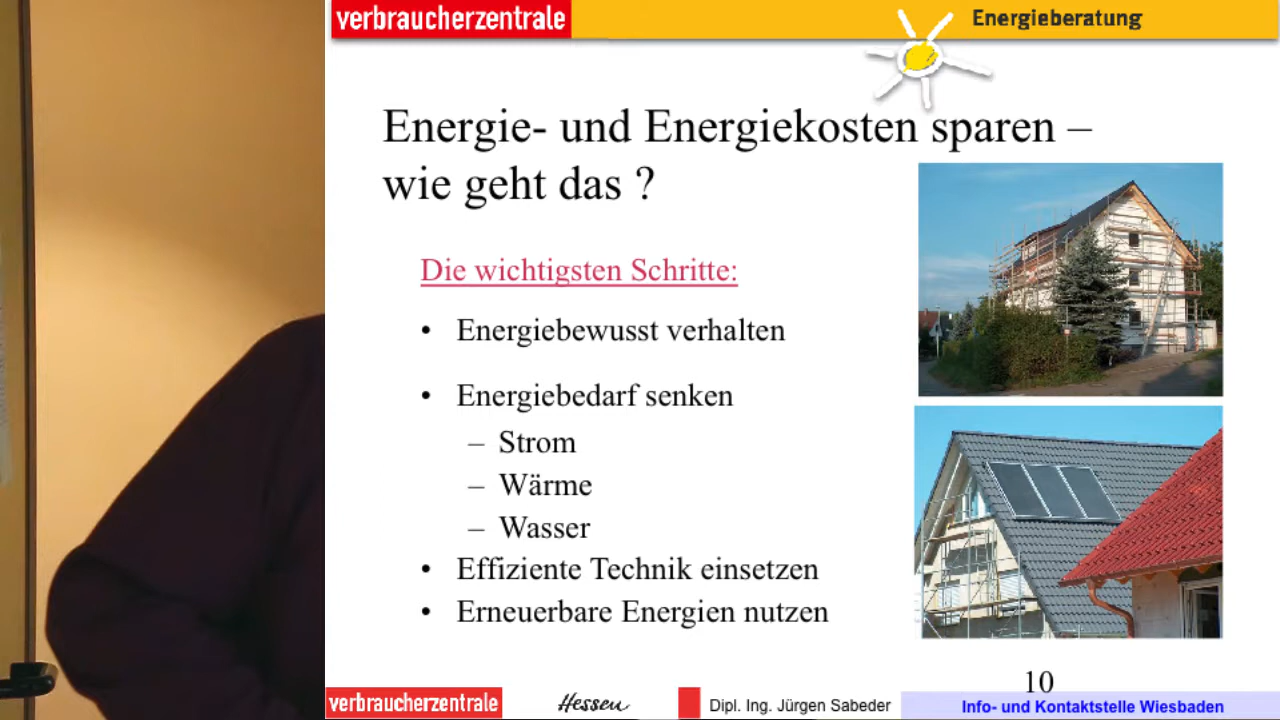 verbraucherzentrale
Energieberatung
Energie- und Energiekosten sparen –
wie geht das ?
Die wichtigsten Schritte:
• Energiebewusst verhalten
• Energiebedarf senken
– Strom
– Wärme
– Wasser
• Effiziente Technik einsetzen
• Erneuerbare Energien nutzen
10
verbraucherzentrale
Hessen
Dipl. Ing. Jürgen Sabeder
Info- und Kontaktstelle Wiesbaden